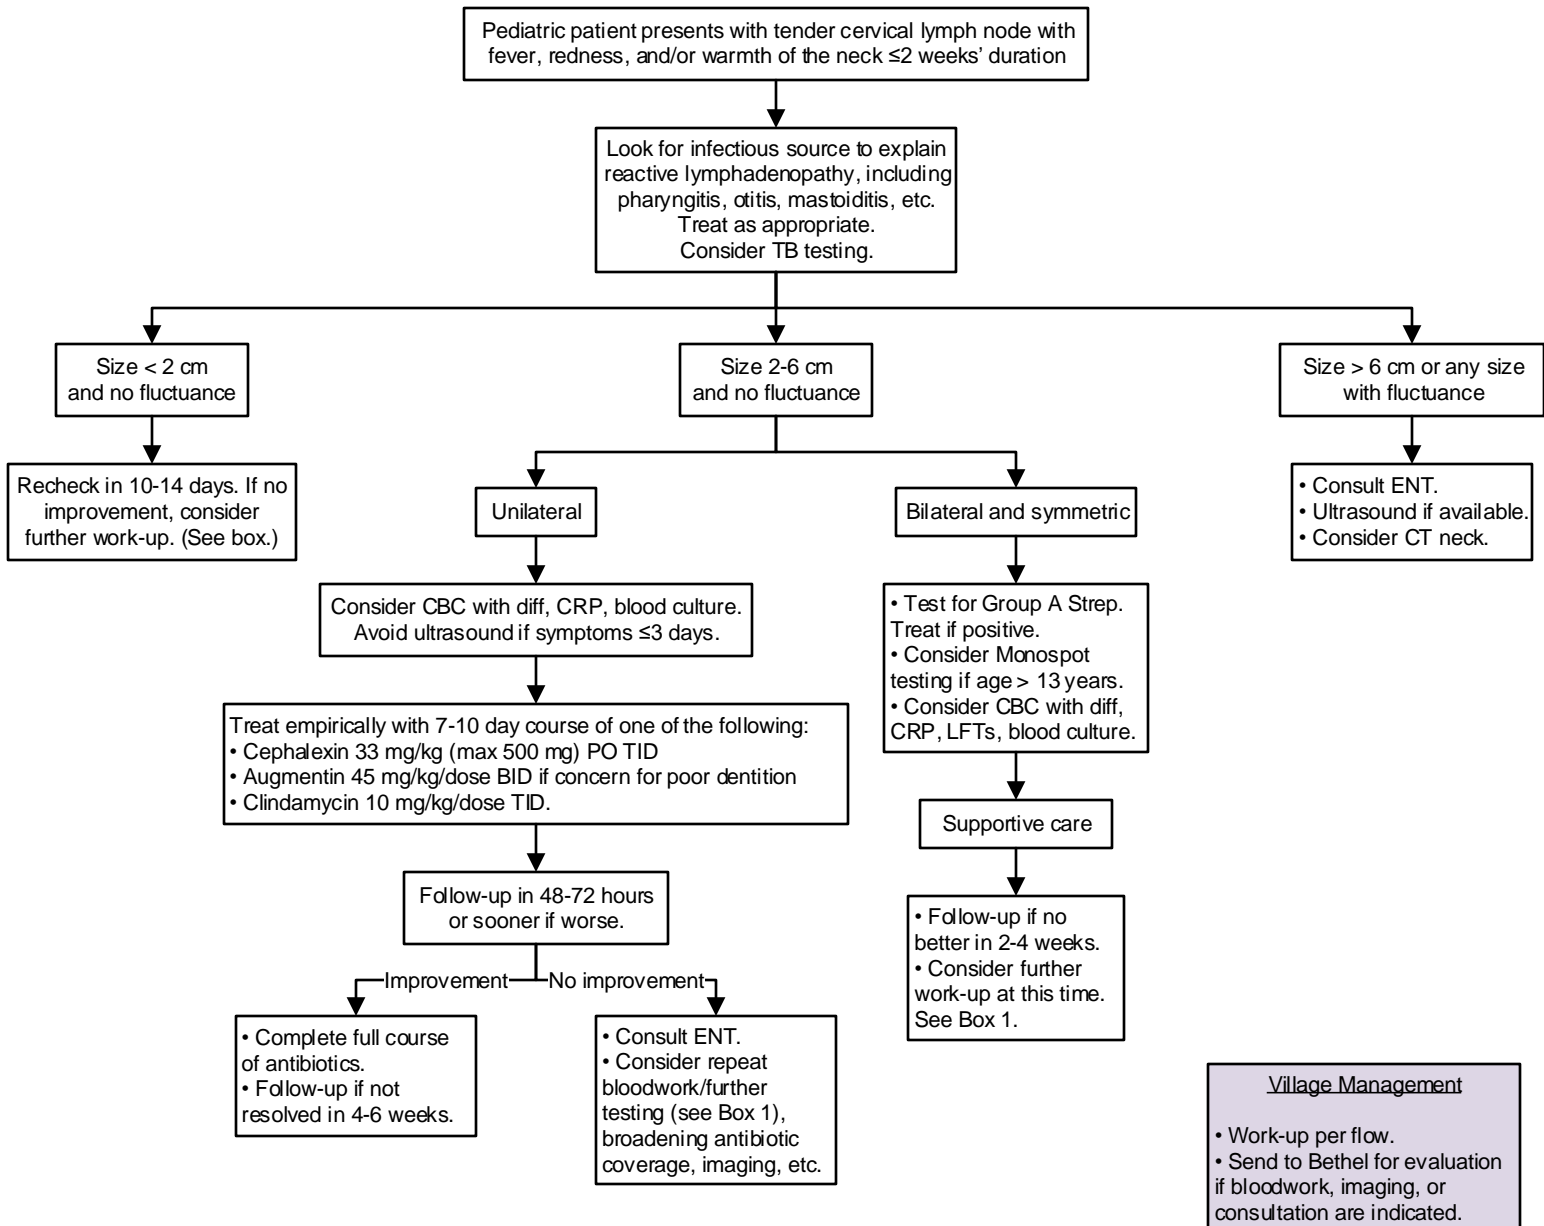 Pediatric patient presents with tender cervical lymph node with
fever, redness, and/or warmth of the neck ≤2 weeks’ duration
Look for infectious source to explain
reactive lymphadenopathy, including
pharyngitis, otitis, mastoiditis, etc.
Treat as appropriate.
Consider TB testing.
Size < 2 cm
and no fluctuance
Size 2-6 cm
and no fluctuance
Size > 6 cm or any size
with fluctuance
Recheck in 10-14 days. If no
improvement, consider
further work-up. (See box.)
Unilateral
Bilateral and symmetric
• Consult ENT.
• Ultrasound if available.
• Consider CT neck.
Consider CBC with diff, CRP, blood culture.
Avoid ultrasound if symptoms ≤3 days.
• Test for Group A Strep.
Treat if positive.
• Consider Monospot
testing if age > 13 years.
• Consider CBC with diff,
CRP, LFTs, blood culture.
Treat empirically with 7-10 day course of one of the following:
• Cephalexin 33 mg/kg (max 500 mg) PO TID
• Augmentin 45 mg/kg/dose BID if concern for poor dentition
• Clindamycin 10 mg/kg/dose TID.
Supportive care
Follow-up in 48-72 hours
or sooner if worse.
• Follow-up if no
better in 2-4 weeks.
• Consider further
work-up at this time.
See Box 1.
Improvement
No improvement
• Complete full course
of antibiotics.
• Follow-up if not
resolved in 4-6 weeks.
• Consult ENT.
• Consider repeat
bloodwork/further
testing (see Box 1),
broadening antibiotic
coverage, imaging, etc.
Village Management
• Work-up per flow.
• Send to Bethel for evaluation
if bloodwork, imaging, or
consultation are indicated.